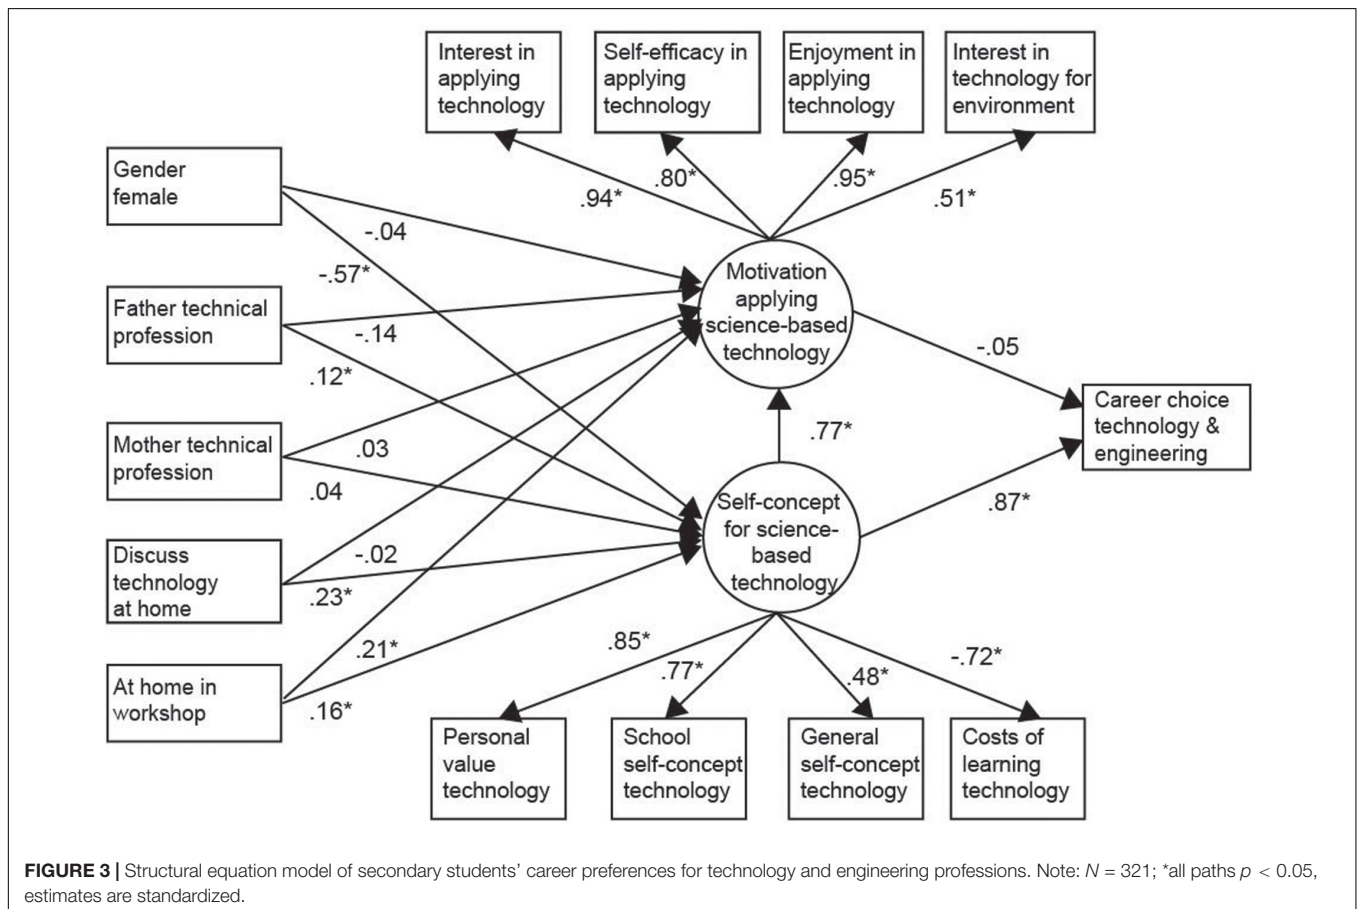 Interest in
applying
technology
Self-efficacy in
applying
technology
Enjoyment in
applying
technology
Interest in
technology for
environment
.94*
.80*
.95*
.51*
Gender
female
-.04
-.57*
Father technical
profession
-.14
.12*
Mother technical
profession
.03
.04
Discuss
technology
at home
-.02
.23*
At home in
workshop
.21*
.16*
Motivation
applying
science-based
technology
-.05
.77*
Self-concept
for science-
based
technology
.87*
Career choice
technology &
engineering
.85*
.77*
.48*
-.72*
Personal
value
technology
School
self-concept
technology
General
self-concept
technology
Costs of
learning
technology
FIGURE 3 | Structural equation model of secondary students' career preferences for technology and engineering professions. Note: N = 321; *all paths p < 0.05,
estimates are standardized.